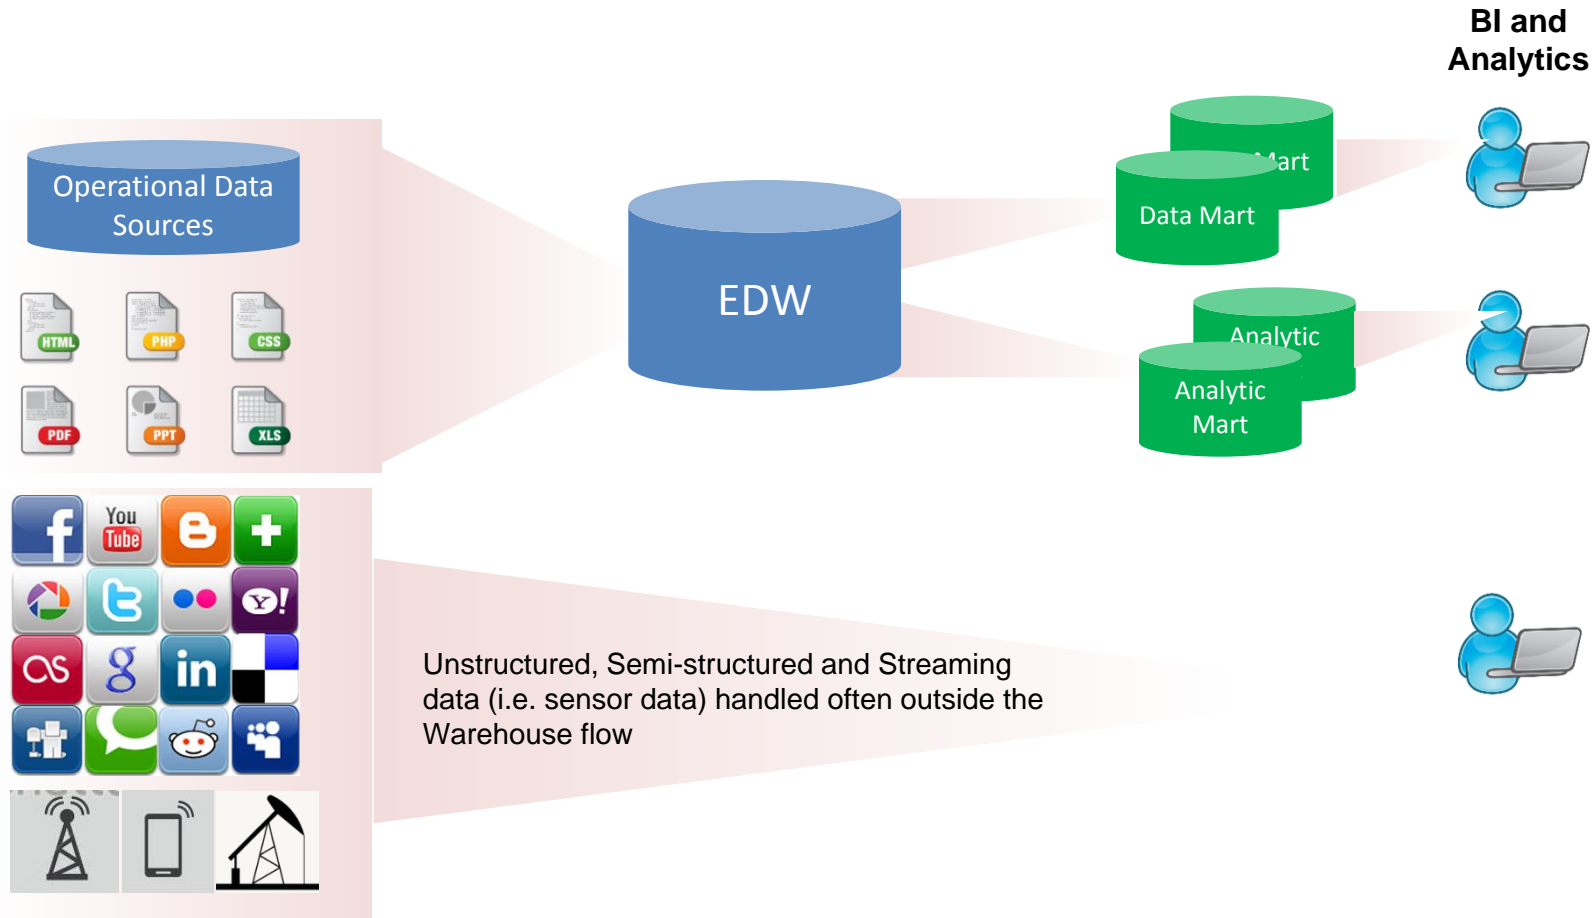 BI and
Analytics
Operational Data
Sources
HTML
PHP
CSS
PDF
PPT
XLS
EDW
Mart
Data Mart
Analytic
Analytic
Mart
You
Tube
Y!
in
Unstructured, Semi-structured and Streaming
data (i.e. sensor data) handled often outside the
Warehouse flow